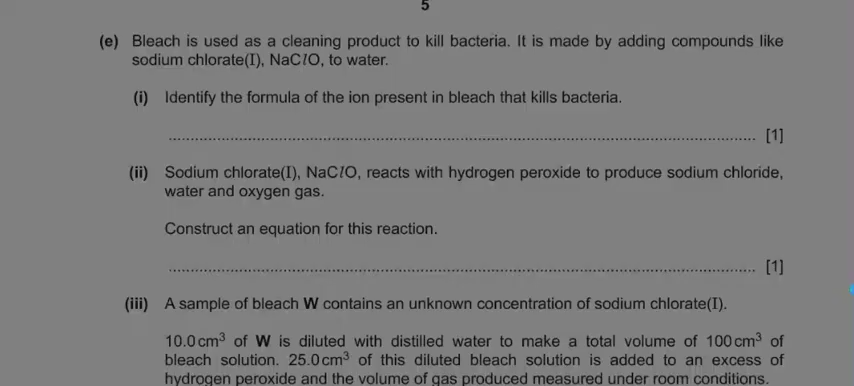 5
(e) Bleach is used as a cleaning product to kill bacteria. It is made by adding compounds like
sodium chlorate(I), NaClO, to water.
(i) Identify the formula of the ion present in bleach that kills bacteria.
[1]
(ii) Sodium chlorate(I), NaClO, reacts with hydrogen peroxide to produce sodium chloride,
water and oxygen gas.
Construct an equation for this reaction.
[1]
(iii) A sample of bleach W contains an unknown concentration of sodium chlorate(I).
10.0 cm³ of W is diluted with distilled water to make a total volume of 100 cm³ of
bleach solution. 25.0 cm³ of this diluted bleach solution is added to an excess of
hydrogen peroxide and the volume of gas produced measured under room conditions.